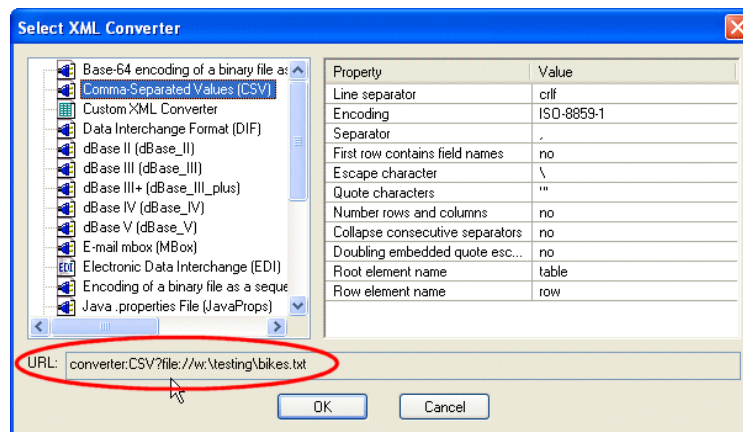 Select XML Converter
Base-64 encoding of a binary file as
Comma-Separated Values (CSV)
Custom XML Converter
Data Interchange Format (DIF)
dBase II (dBase_II)
dBase III (dBase_III)
dBase III+ (dBase_III_plus)
dBase IV (dBase_IV)
dBase V (dBase_V)
E-mail mbox (MBox)
EDI Electronic Data Interchange (EDI)
Encoding of a binary file as a seque
Java .properties File (JavaProps)
Property Value
Line separator crlf
Encoding ISO-8859-1
Separator ,
First row contains field names no
Escape character \
Quote characters '"
Number rows and columns no
Collapse consecutive separators no
Doubling embedded quote esc... no
Root element name table
Row element name row
URL: converter:CSV?file://w:\testing\bikes.txt
OK Cancel